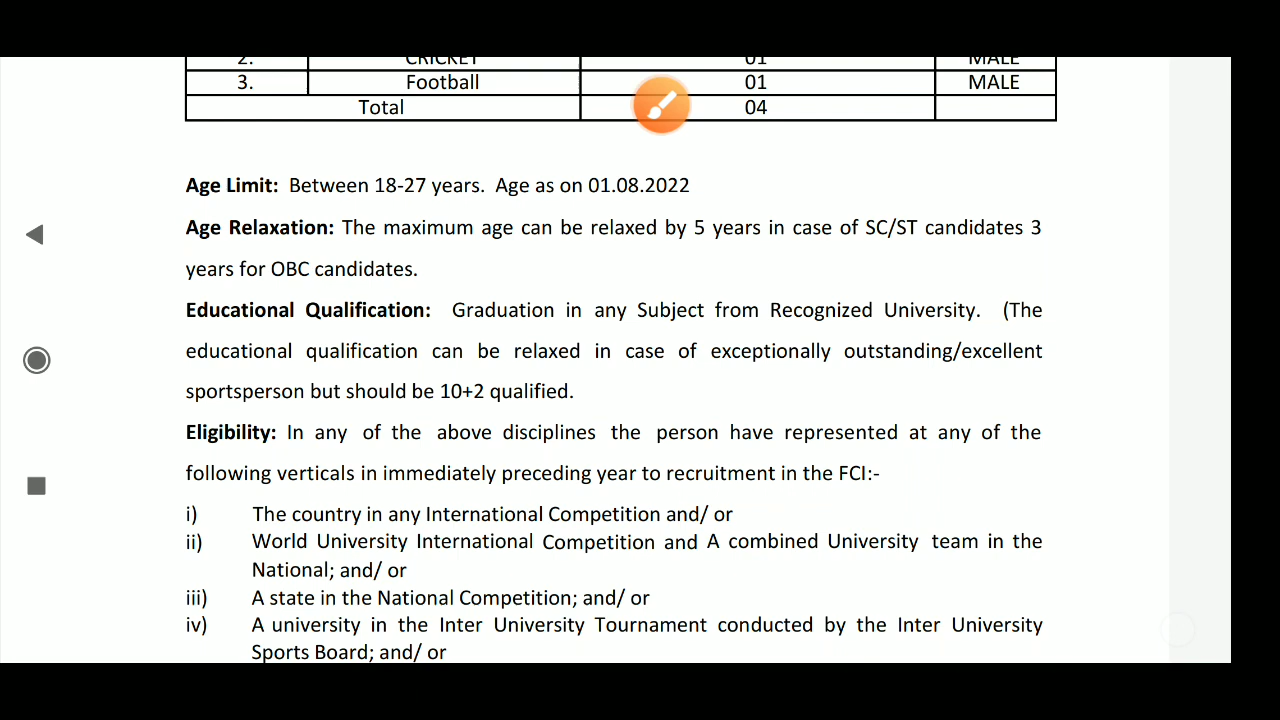 2. CRICKET 01 MALE
3. Football 01 MALE
Total 04
Age Limit: Between 18-27 years. Age as on 01.08.2022
Age Relaxation: The maximum age can be relaxed by 5 years in case of SC/ST candidates 3
years for OBC candidates.
Educational Qualification: Graduation in any Subject from Recognized University. (The
educational qualification can be relaxed in case of exceptionally outstanding/excellent
sportsperson but should be 10+2 qualified.
Eligibility: In any of the above disciplines the person have represented at any of the
following verticals in immediately preceding year to recruitment in the FCI:-
i) The country in any International Competition and/ or
ii) World University International Competition and A combined University team in the
National; and/ or
iii) A state in the National Competition; and/ or
iv) A university in the Inter University Tournament conducted by the Inter University
Sports Board; and/ or